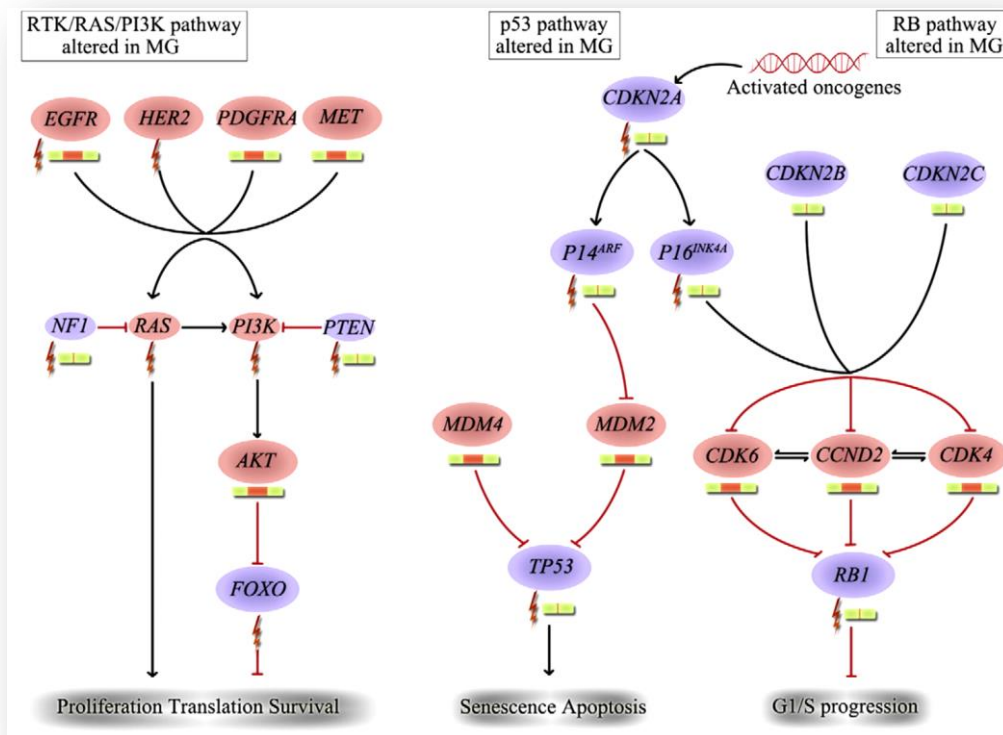 RTK/RAS/PI3K pathway
altered in MG
p53 pathway
altered in MG
RB pathway
altered in MG
Activated oncogenes
CDKN2A
EGFR
HER2
PDGFRA
MET
CDKN2B
CDKN2C
P14ARF
P16INK4A
NF1
RAS
PI3K
PTEN
MDM4
MDM2
CDK6
CCND2
CDK4
AKT
TP53
RB1
FOXO
Proliferation Translation Survival
Senescence Apoptosis
G1/S progression